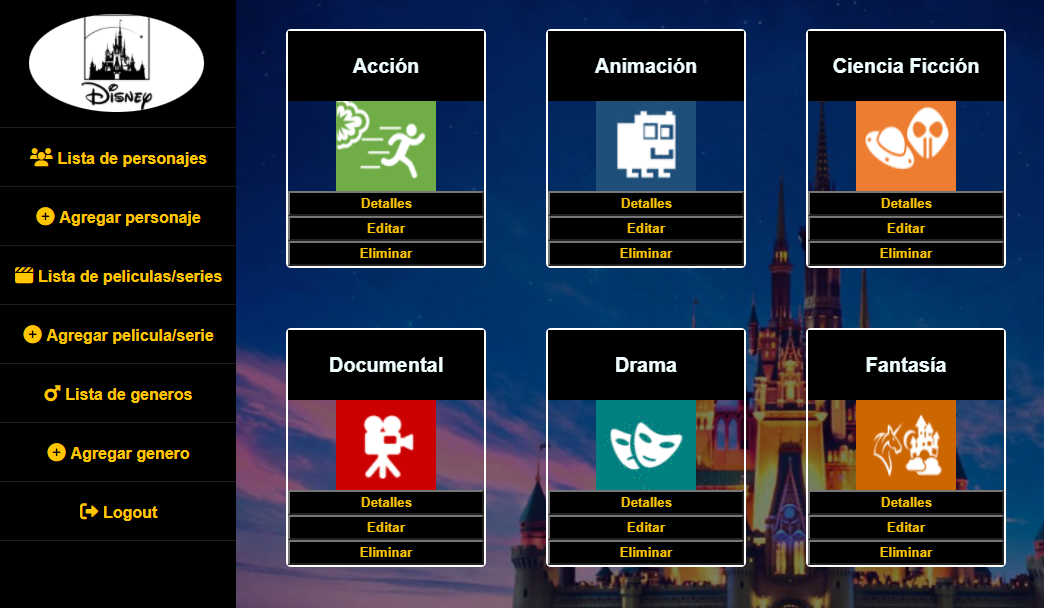 Disney
Lista de personajes
Agregar personaje
Lista de peliculas/series
Agregar pelicula/serie
Lista de generos
Agregar genero
Logout
Acción
Detalles
Editar
Eliminar
Animación
Detalles
Editar
Eliminar
Ciencia Ficción
Detalles
Editar
Eliminar
Documental
Detalles
Editar
Eliminar
Drama
Detalles
Editar
Eliminar
Fantasía
Detalles
Editar
Eliminar